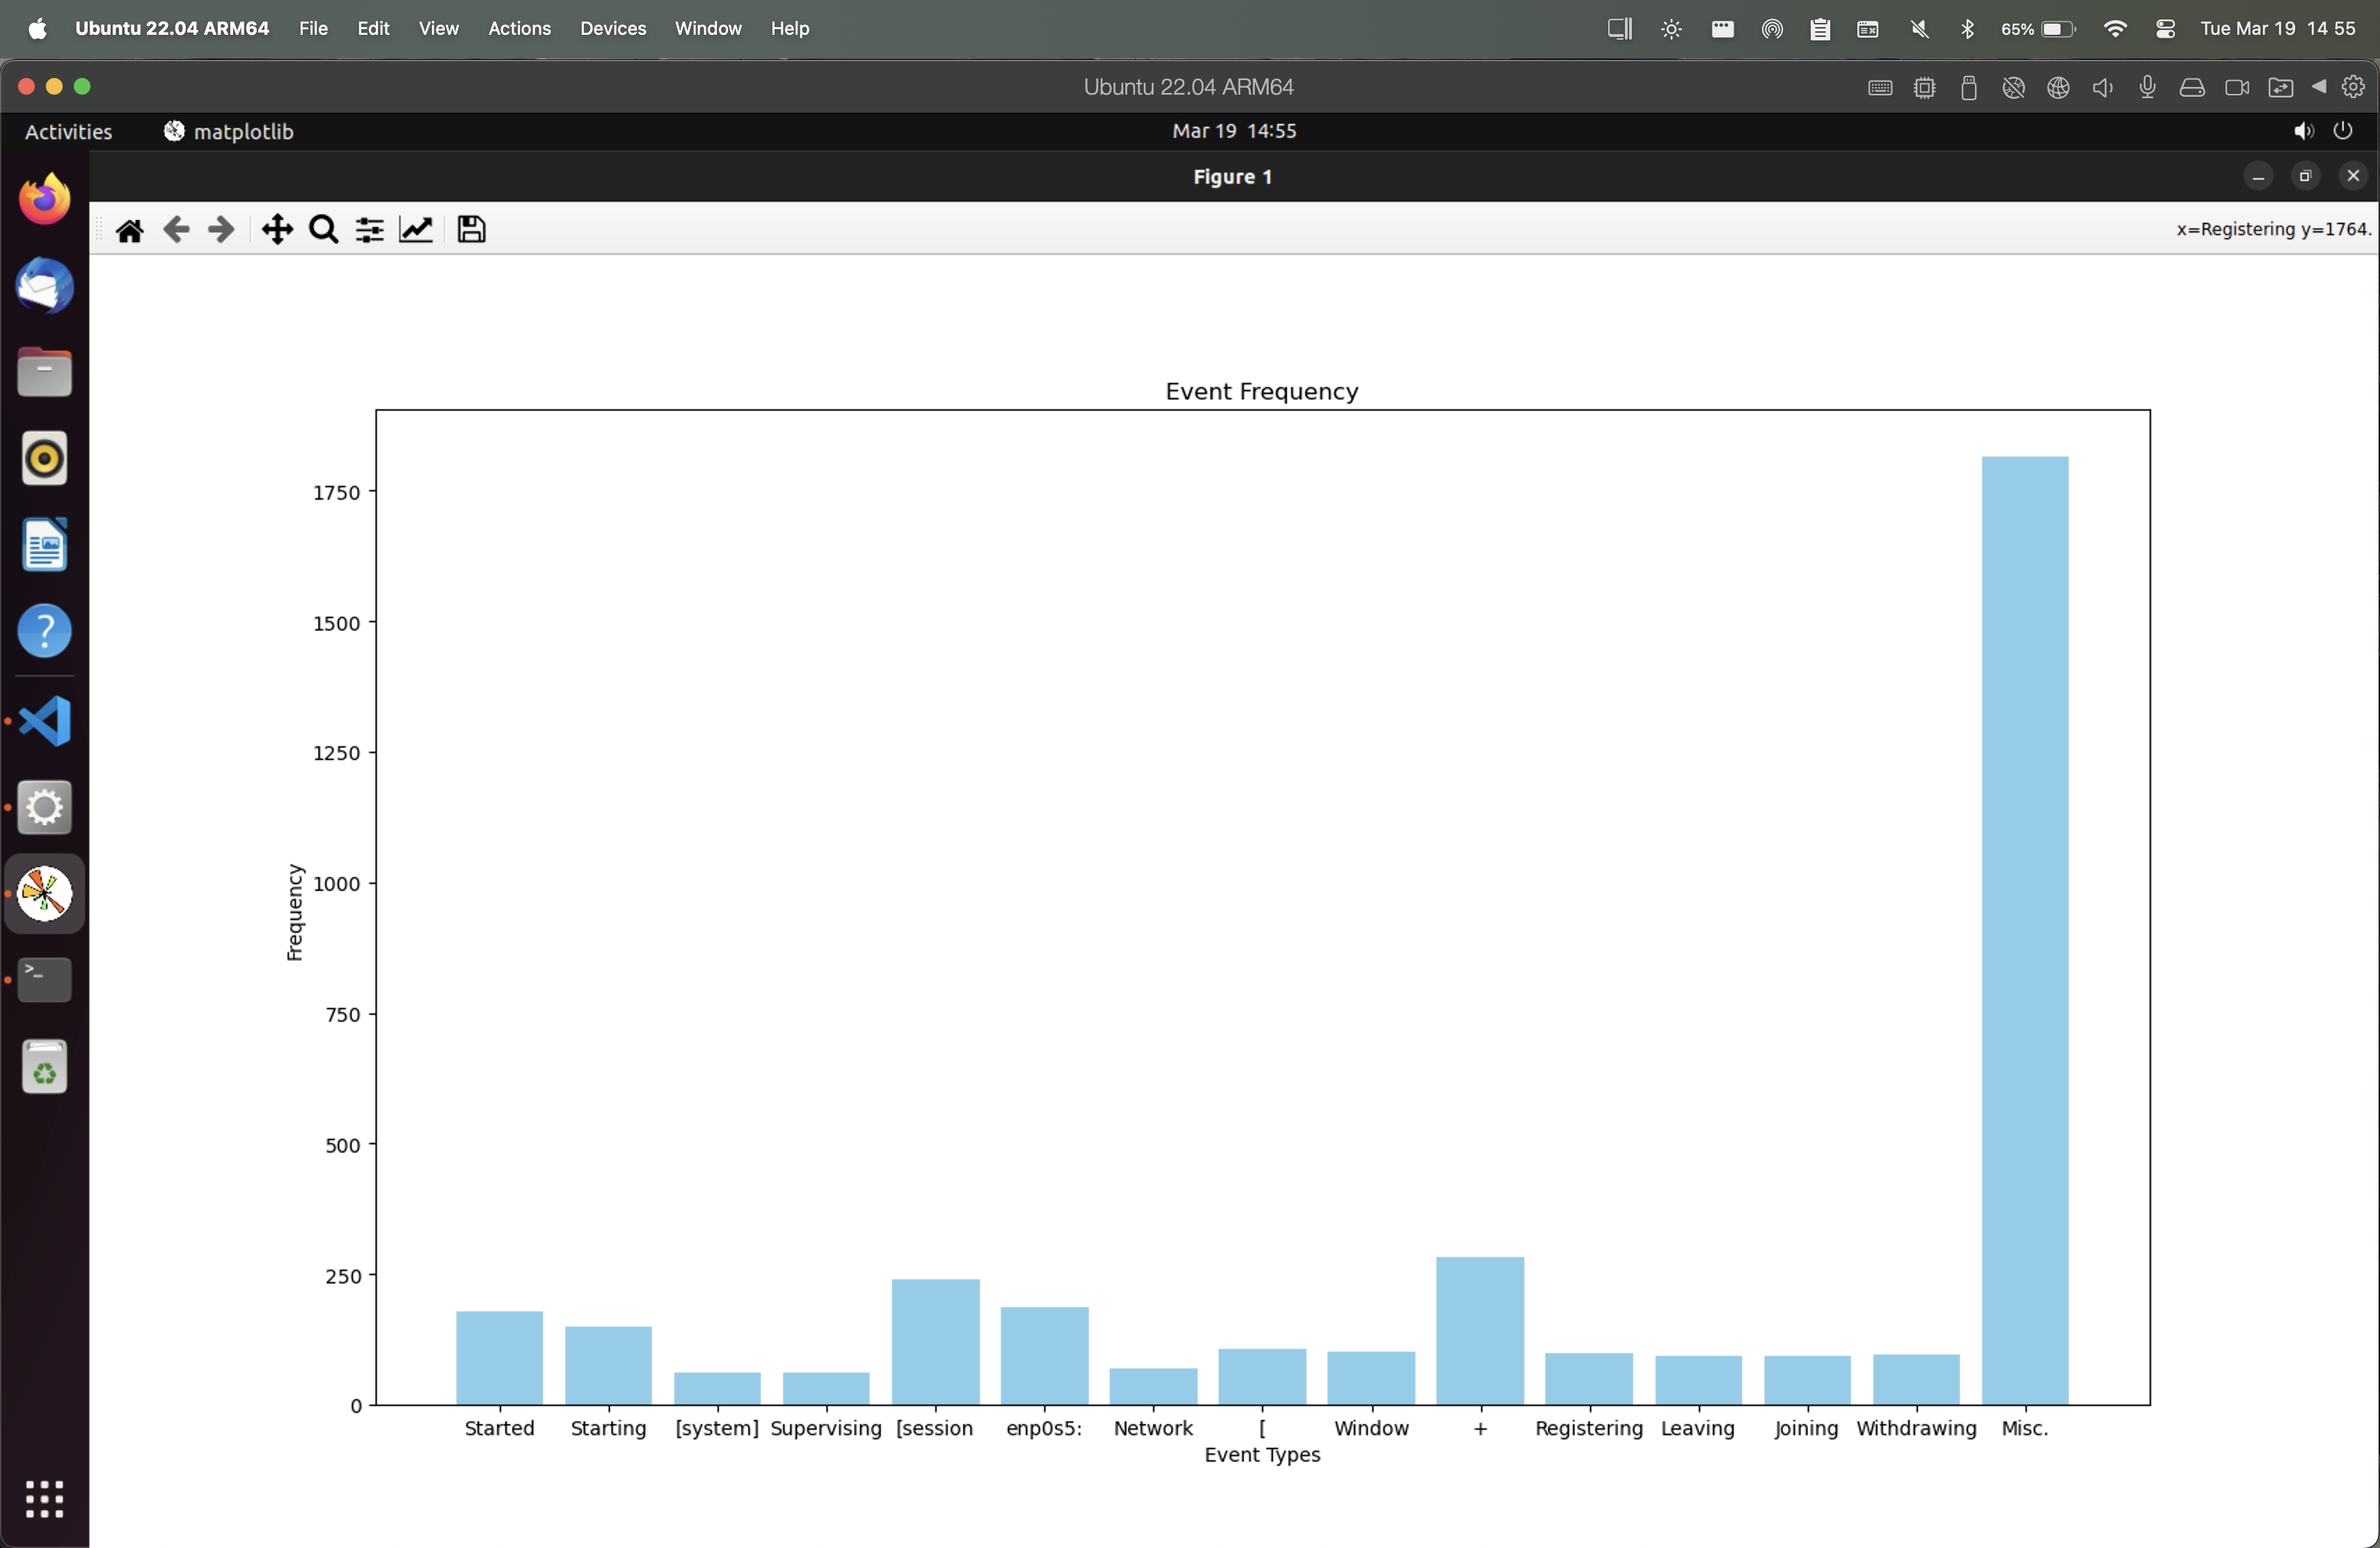 Ubuntu 22.04 ARM64 File Edit View Actions Devices Window Help 65% Tue Mar 19 14 55
Ubuntu 22.04 ARM64
Activities matplotlib Mar 19 14:55
Figure 1
x=Registering y=1764.
Event Frequency
1750
1500
1250
1000
750
500
250
0
Frequency
Started Starting [system] Supervising [session enp0s5: Network [ Window + Registering Leaving Joining Withdrawing Misc.
Event Types